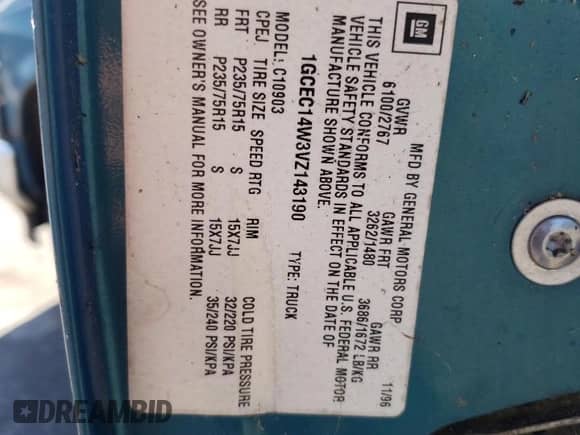 GM
MFD BY GENERAL MOTORS CORP 11/96
GVWR GAWR FRT GAWR RR
6100/2767 3262/1480 3686/1672 LB/KG
THIS VEHICLE CONFORMS TO ALL APPLICABLE U.S. FEDERAL MOTOR
VEHICLE SAFETY STANDARDS IN EFFECT ON THE DATE OF
MANUFACTURE SHOWN ABOVE.
1GCEC14W3VZ143190 TYPE: TRUCK
MODEL: C10903
CPEJ TIRE SIZE SPEED RTG RIM COLD TIRE PRESSURE
FRT P235/75R15 S 15X7JJ 32/220 PSI/KPA
RR P235/75R15 S 15X7JJ 35/240 PSI/KPA
SEE OWNER'S MANUAL FOR MORE INFORMATION.
DREAMBID